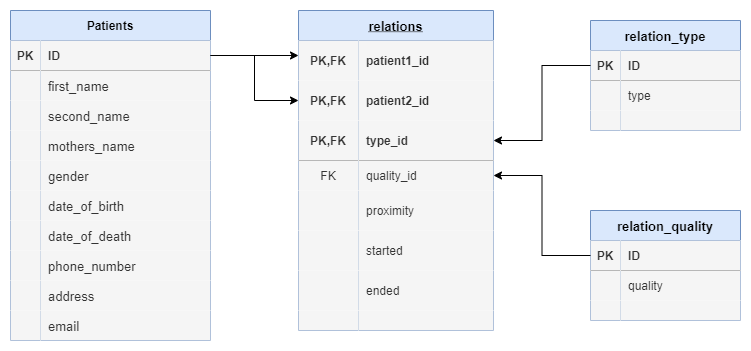 Patients
PK ID
first_name
second_name
mothers_name
gender
date_of_birth
date_of_death
phone_number
address
email
relations
PK,FK patient1_id
PK,FK patient2_id
PK,FK type_id
FK quality_id
proximity
started
ended
relation_type
PK ID
type
relation_quality
PK ID
quality